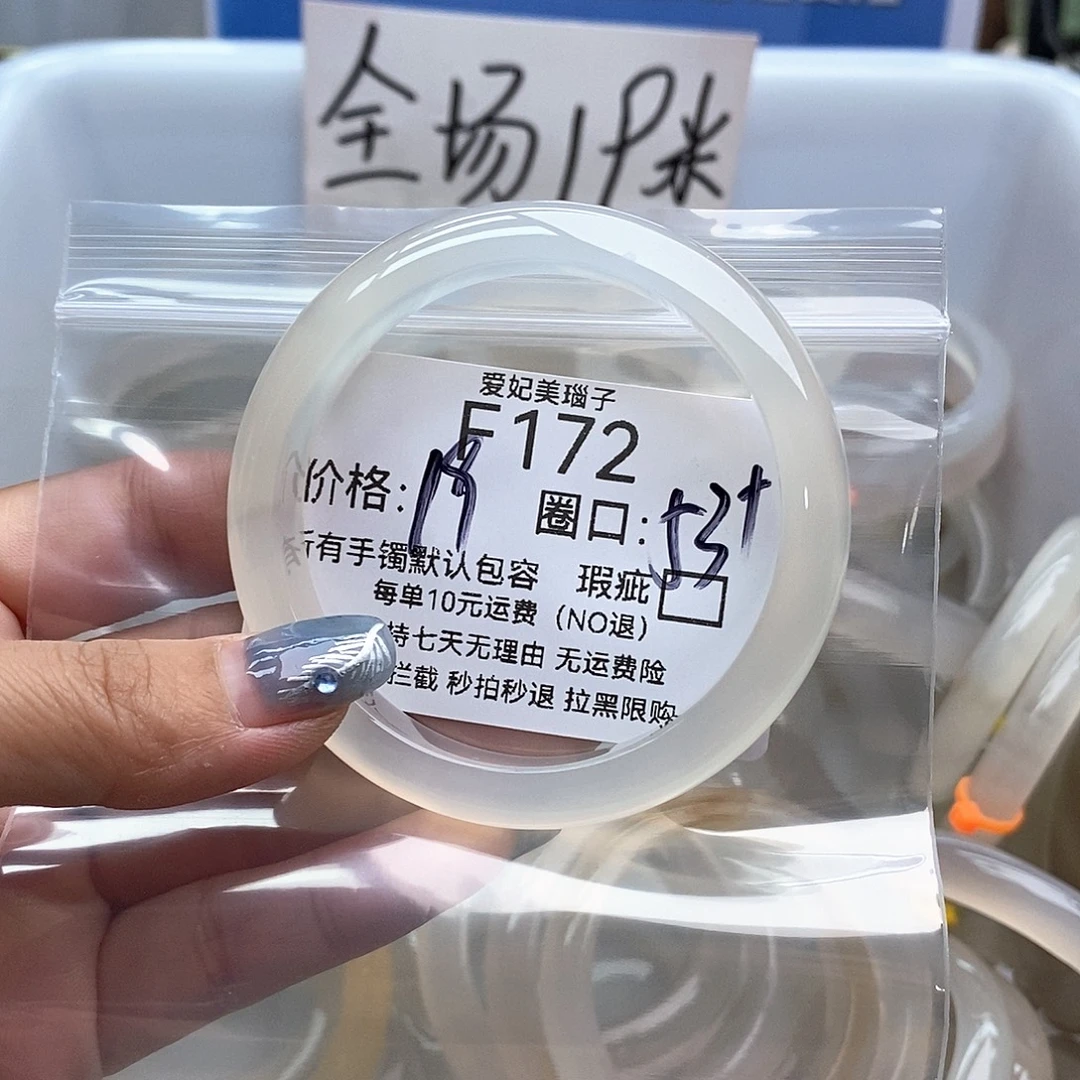 全场19米
爱妃美瑙子
F172
价格:19 圈口:53+
有手镯默认包容 瑕疵
每单10元运费（NO退）
持七天无理由 无运费险
拦截 秒拍秒退 拉黑限购